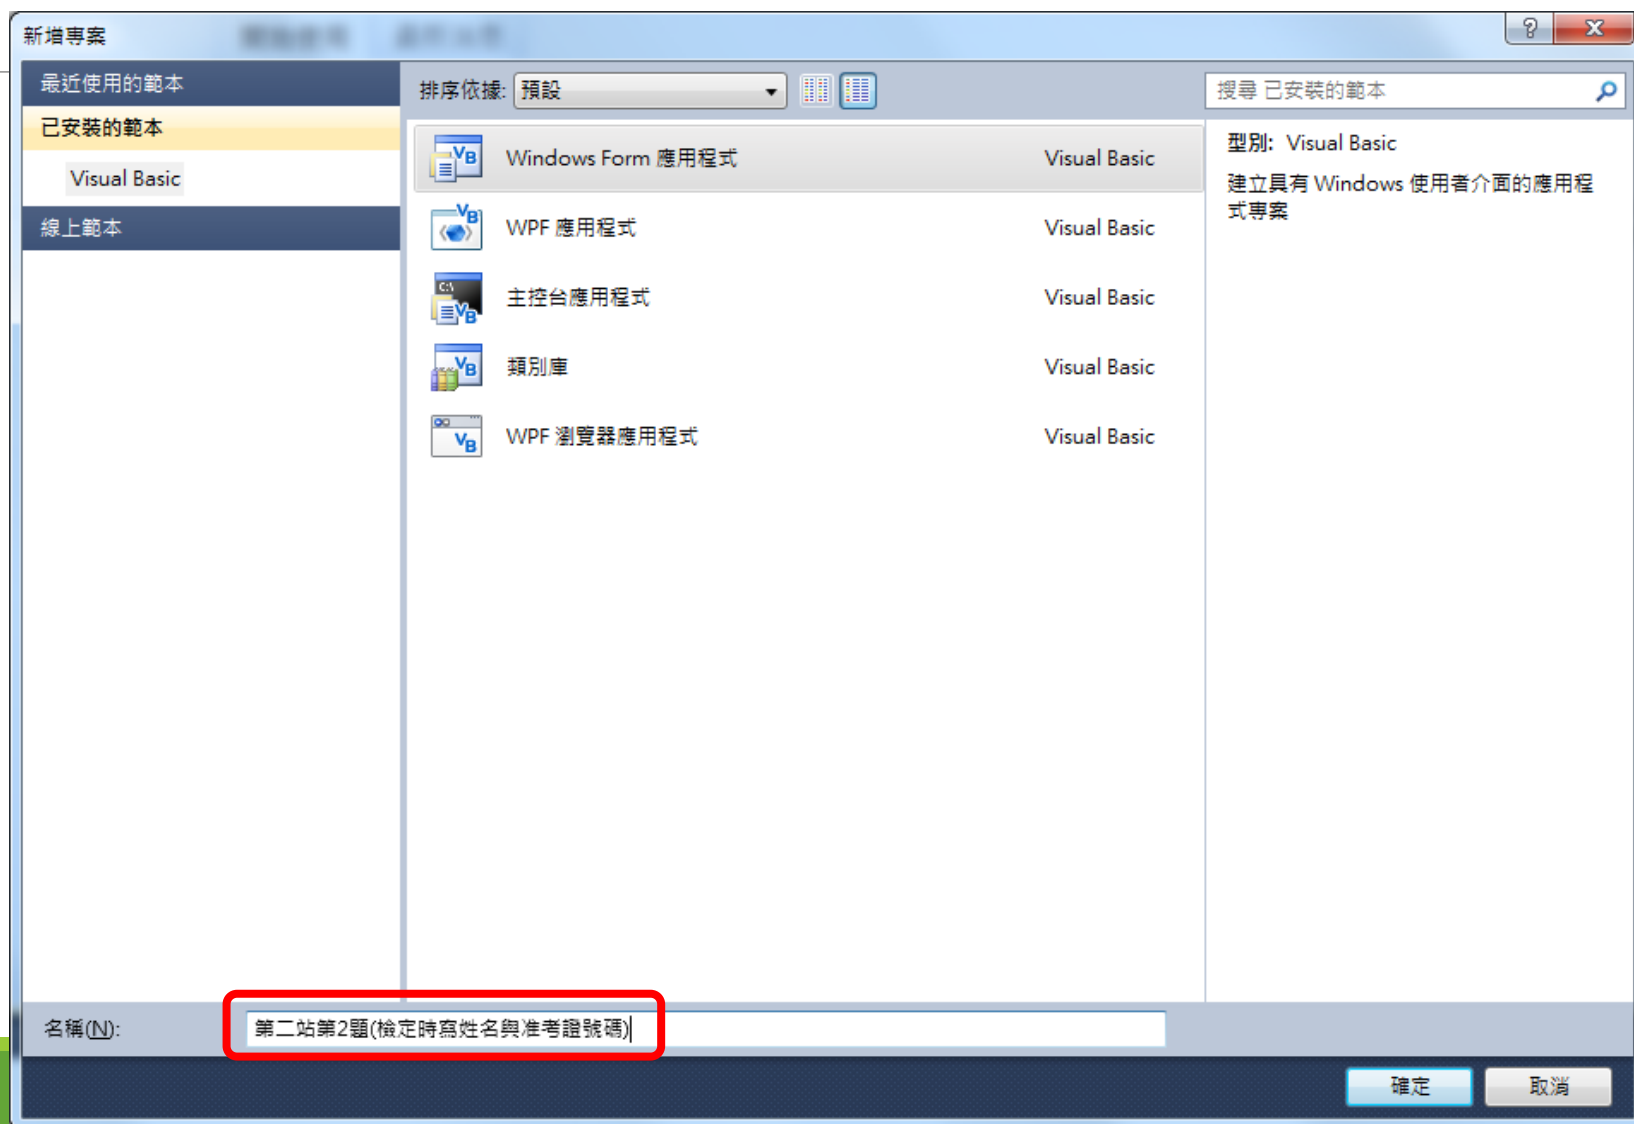 新增專案
最近使用的範本
已安裝的範本
Visual Basic
線上範本
排序依據: 預設
搜尋 已安裝的範本
Windows Form 應用程式 Visual Basic
WPF 應用程式 Visual Basic
主控台應用程式 Visual Basic
類別庫 Visual Basic
WPF 瀏覽器應用程式 Visual Basic
型別: Visual Basic
建立具有 Windows 使用者介面的應用程
式專案
名稱(N):
第二站第2題(檢定時寫姓名與准考證號碼)
確定 取消